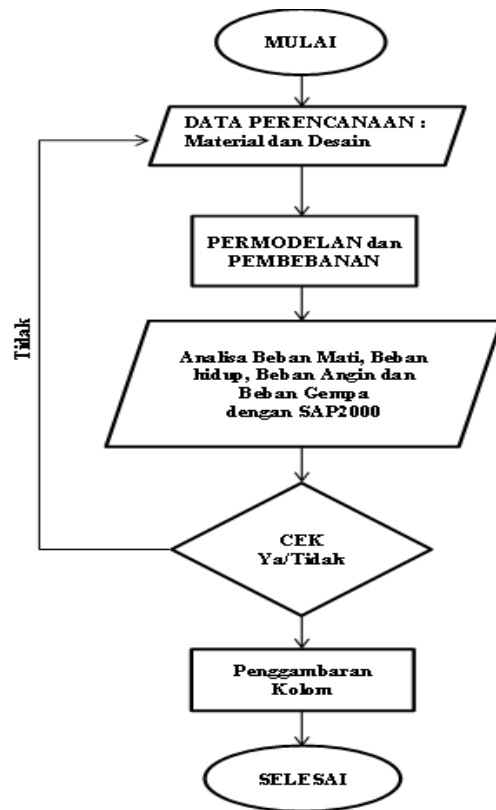 MULAI
DATA PERENCANAAN :
Material dan Desain
PERMODELAN dan
PEMBEBANAN
Tidak
Analisa Beban Mati, Beban
hidup, Beban Angin dan
Beban Gempa
dengan SAP2000
CEK
Ya/Tidak
Penggambaran
Kolom
SELESAI